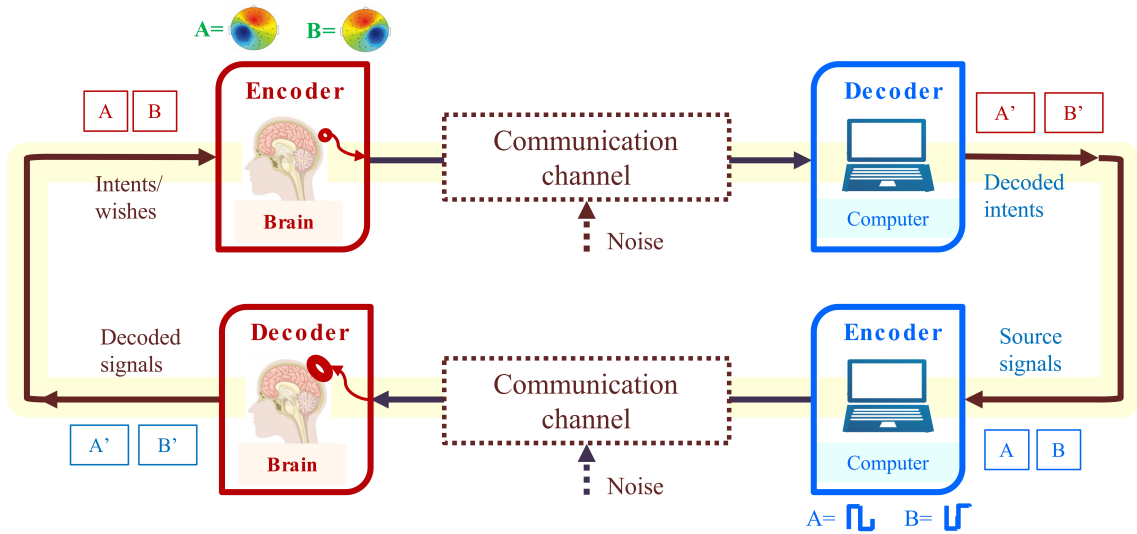 A=
B=
Encoder
Decoder
A B
A’ B’
Communication
channel
Intents/
wishes
Brain
Computer
Decoded
intents
Noise
Decoder
Encoder
Decoded
signals
Communication
channel
Source
signals
A’ B’
Brain
Computer
A B
Noise
A=
B=